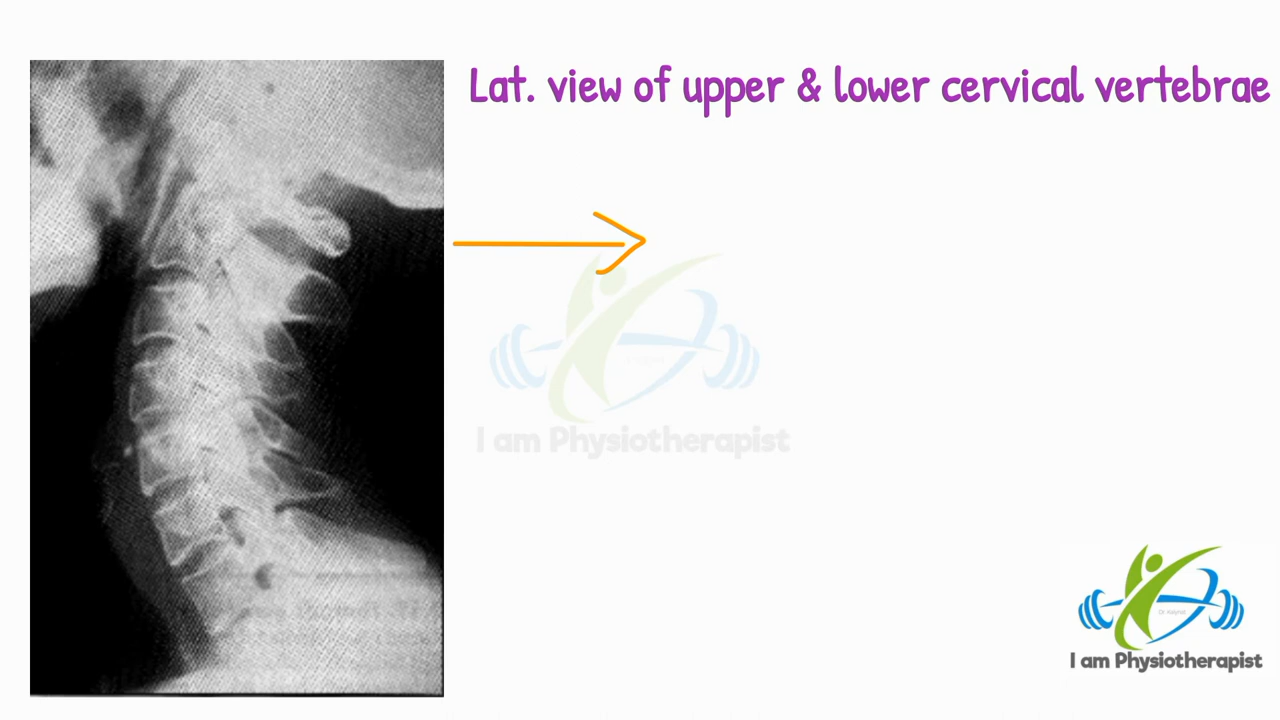 Lat. view of upper & lower cervical vertebrae
I am Physiotherapist
I am Physiotherapist